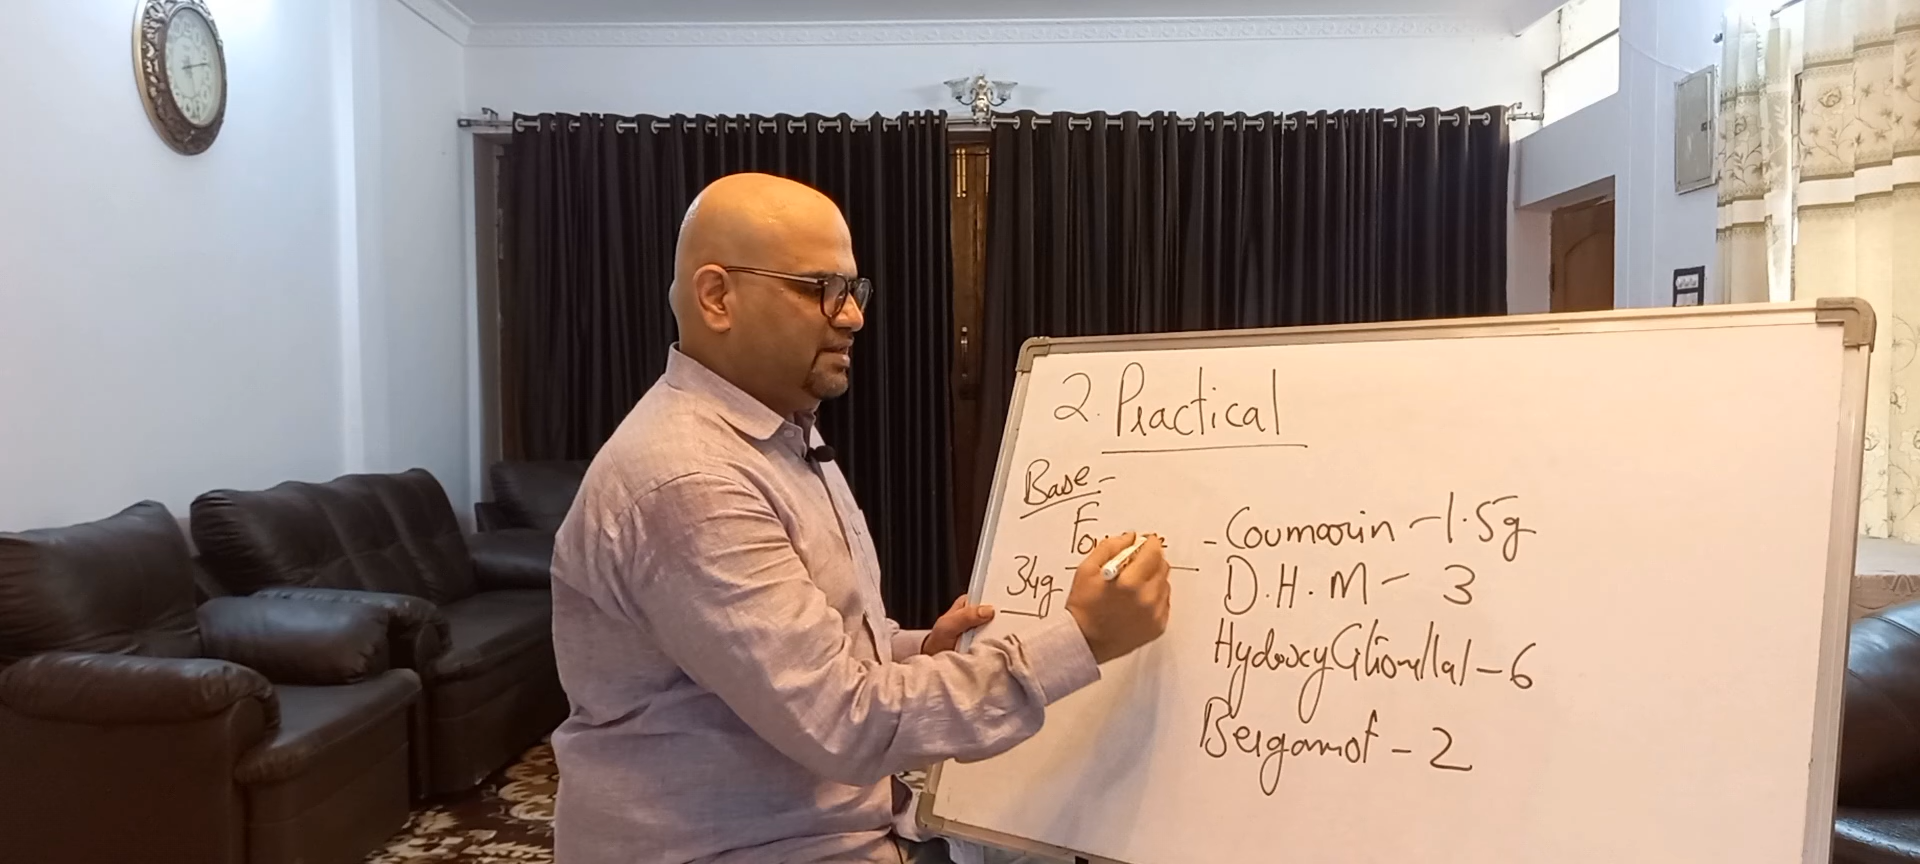 2. Practical
Base -
- Coumarin - 1.5g
34g
D.H.M - 3
HydroxyCitronellal - 6
Bergamot - 2